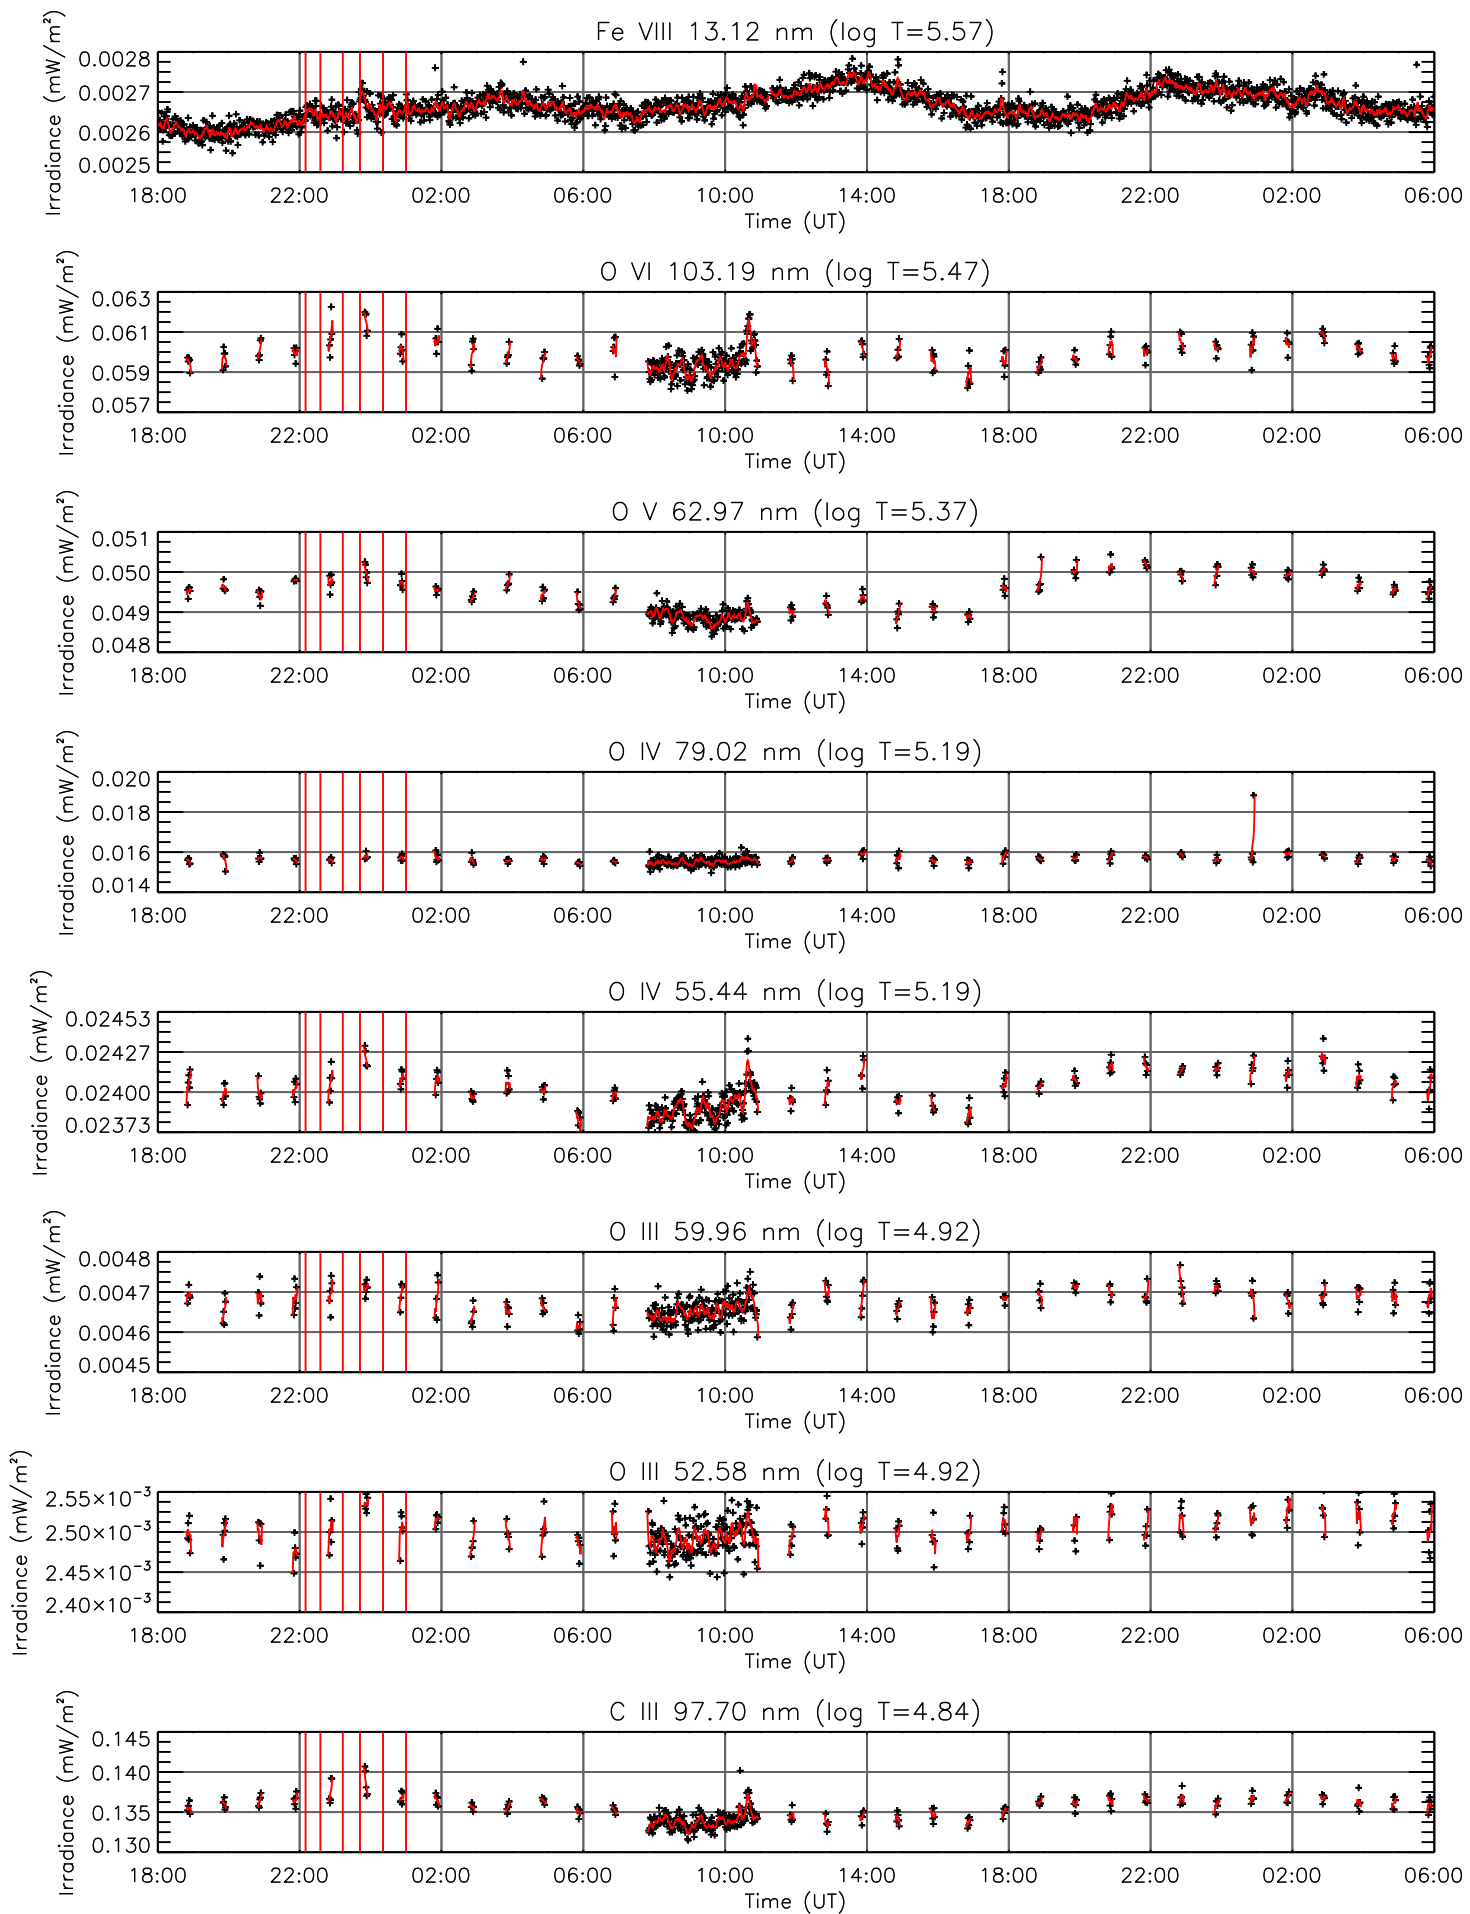 Fe VIII 13.12 nm (log T=5.57)
Irradiance (mW/m²)
0.0028
0.0027
0.0026
0.0025
18:00 22:00 02:00 06:00 10:00 14:00 18:00 22:00 02:00 06:00
Time (UT)
O VI 103.19 nm (log T=5.47)
Irradiance (mW/m²)
0.063
0.061
0.059
0.057
18:00 22:00 02:00 06:00 10:00 14:00 18:00 22:00 02:00 06:00
Time (UT)
O V 62.97 nm (log T=5.37)
Irradiance (mW/m²)
0.051
0.050
0.049
0.048
18:00 22:00 02:00 06:00 10:00 14:00 18:00 22:00 02:00 06:00
Time (UT)
O IV 79.02 nm (log T=5.19)
Irradiance (mW/m²)
0.020
0.018
0.016
0.014
18:00 22:00 02:00 06:00 10:00 14:00 18:00 22:00 02:00 06:00
Time (UT)
O IV 55.44 nm (log T=5.19)
Irradiance (mW/m²)
0.02453
0.02427
0.02400
0.02373
18:00 22:00 02:00 06:00 10:00 14:00 18:00 22:00 02:00 06:00
Time (UT)
O III 59.96 nm (log T=4.92)
Irradiance (mW/m²)
0.0048
0.0047
0.0046
0.0045
18:00 22:00 02:00 06:00 10:00 14:00 18:00 22:00 02:00 06:00
Time (UT)
O III 52.58 nm (log T=4.92)
Irradiance (mW/m²)
2.55×10⁻³
2.50×10⁻³
2.45×10⁻³
2.40×10⁻³
18:00 22:00 02:00 06:00 10:00 14:00 18:00 22:00 02:00 06:00
Time (UT)
C III 97.70 nm (log T=4.84)
Irradiance (mW/m²)
0.145
0.140
0.135
0.130
18:00 22:00 02:00 06:00 10:00 14:00 18:00 22:00 02:00 06:00
Time (UT)